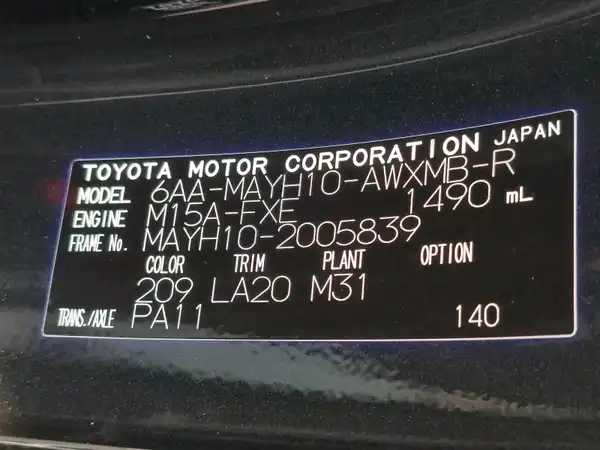 TOYOTA MOTOR CORPORATION JAPAN
MODEL 6AA-MAYH10-AWXMB-R
ENGINE M15A-FXE 1490 mL
FRAME No. MAYH10-2005839
COLOR TRIM PLANT OPTION
209 LA20 M31
TRANS./AXLE PA11 140